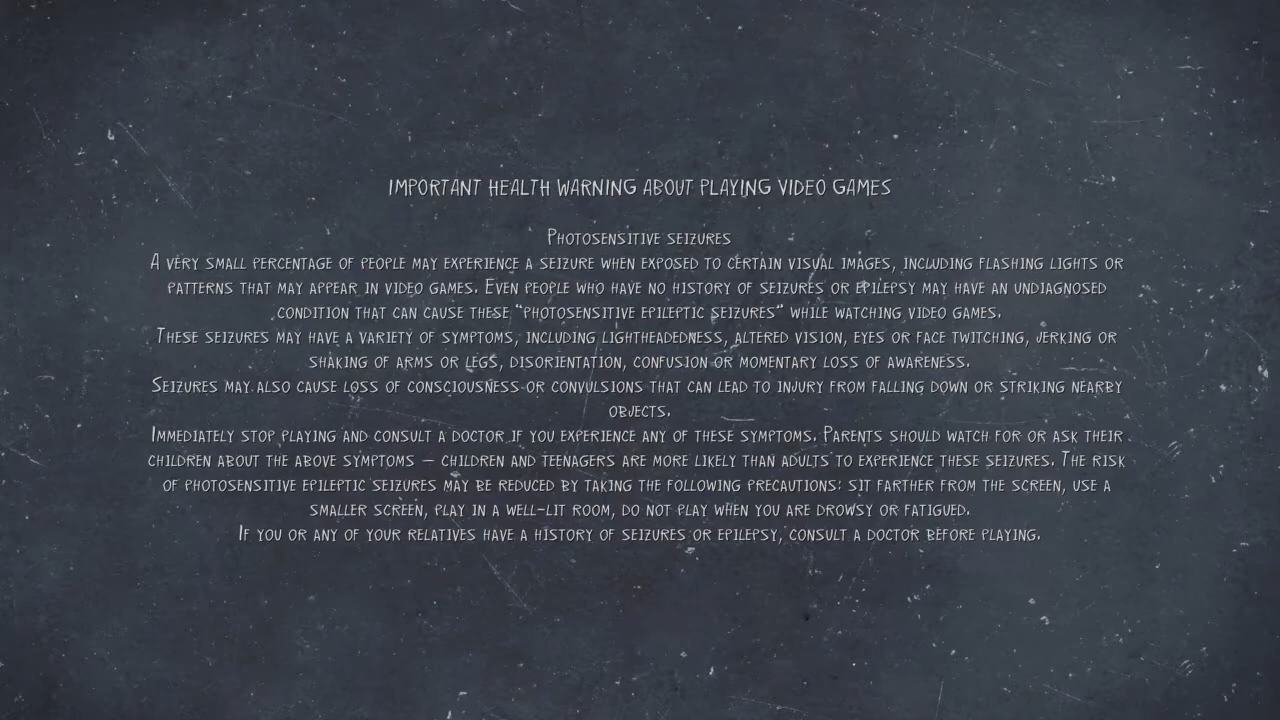 IMPORTANT HEALTH WARNING ABOUT PLAYING VIDEO GAMES
PHOTOSENSITIVE SEIZURES
A VERY SMALL PERCENTAGE OF PEOPLE MAY EXPERIENCE A SEIZURE WHEN EXPOSED TO CERTAIN VISUAL IMAGES, INCLUDING FLASHING LIGHTS OR
PATTERNS THAT MAY APPEAR IN VIDEO GAMES. EVEN PEOPLE WHO HAVE NO HISTORY OF SEIZURES OR EPILEPSY MAY HAVE AN UNDIAGNOSED
CONDITION THAT CAN CAUSE THESE "PHOTOSENSITIVE EPILEPTIC SEIZURES" WHILE WATCHING VIDEO GAMES.
THESE SEIZURES MAY HAVE A VARIETY OF SYMPTOMS, INCLUDING LIGHTHEADEDNESS, ALTERED VISION, EYES OR FACE TWITCHING, JERKING OR
SHAKING OF ARMS OR LEGS, DISORIENTATION, CONFUSION OR MOMENTARY LOSS OF AWARENESS.
SEIZURES MAY ALSO CAUSE LOSS OF CONSCIOUSNESS OR CONVULSIONS THAT CAN LEAD TO INJURY FROM FALLING DOWN OR STRIKING NEARBY
OBJECTS.
IMMEDIATELY STOP PLAYING AND CONSULT A DOCTOR IF YOU EXPERIENCE ANY OF THESE SYMPTOMS. PARENTS SHOULD WATCH FOR OR ASK THEIR
CHILDREN ABOUT THE ABOVE SYMPTOMS – CHILDREN AND TEENAGERS ARE MORE LIKELY THAN ADULTS TO EXPERIENCE THESE SEIZURES. THE RISK
OF PHOTOSENSITIVE EPILEPTIC SEIZURES MAY BE REDUCED BY TAKING THE FOLLOWING PRECAUTIONS: SIT FARTHER FROM THE SCREEN, USE A
SMALLER SCREEN, PLAY IN A WELL-LIT ROOM, DO NOT PLAY WHEN YOU ARE DROWSY OR FATIGUED.
IF YOU OR ANY OF YOUR RELATIVES HAVE A HISTORY OF SEIZURES OR EPILEPSY, CONSULT A DOCTOR BEFORE PLAYING.